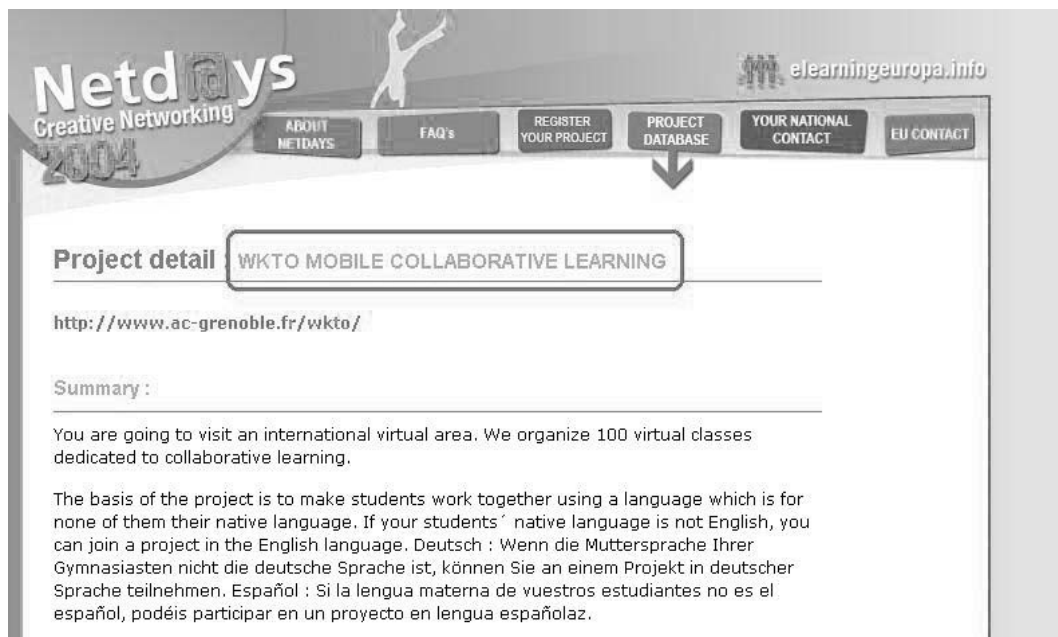 Netd@ys
Creative Networking
2004
elearningeuropa.info
ABOUT
NETDAYS
FAQ's
REGISTER
YOUR PROJECT
PROJECT
DATABASE
YOUR NATIONAL
CONTACT
EU CONTACT
Project detail : WKTO MOBILE COLLABORATIVE LEARNING
http://www.ac-grenoble.fr/wkto/
Summary :
You are going to visit an international virtual area. We organize 100 virtual classes
dedicated to collaborative learning.
The basis of the project is to make students work together using a language which is for
none of them their native language. If your students´ native language is not English, you
can join a project in the English language. Deutsch : Wenn die Muttersprache Ihrer
Gymnasiasten nicht die deutsche Sprache ist, können Sie an einem Projekt in deutscher
Sprache teilnehmen. Español : Si la lengua materna de vuestros estudiantes no es el
español, podéis participar en un proyecto en lengua españolaz.